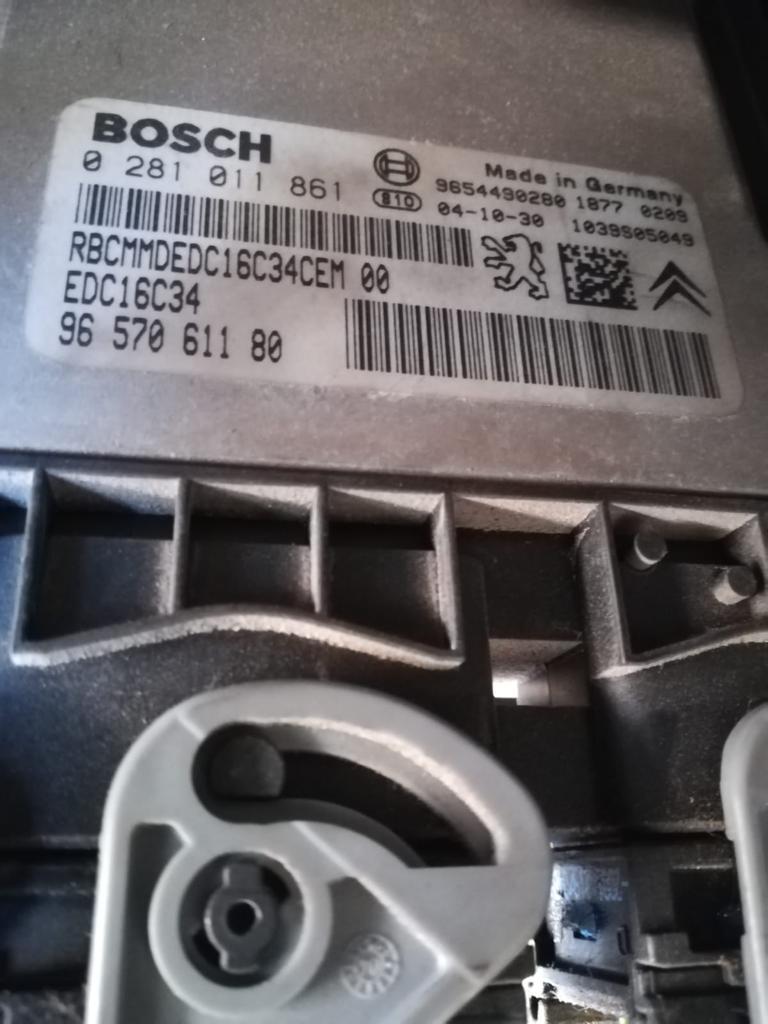 BOSCH
0 281 011 861
Made in Germany
9654490280 1877 0209
810 04-10-30 1039S05049
RBCMMDEDC16C34CEM 00
EDC16C34
96 570 611 80